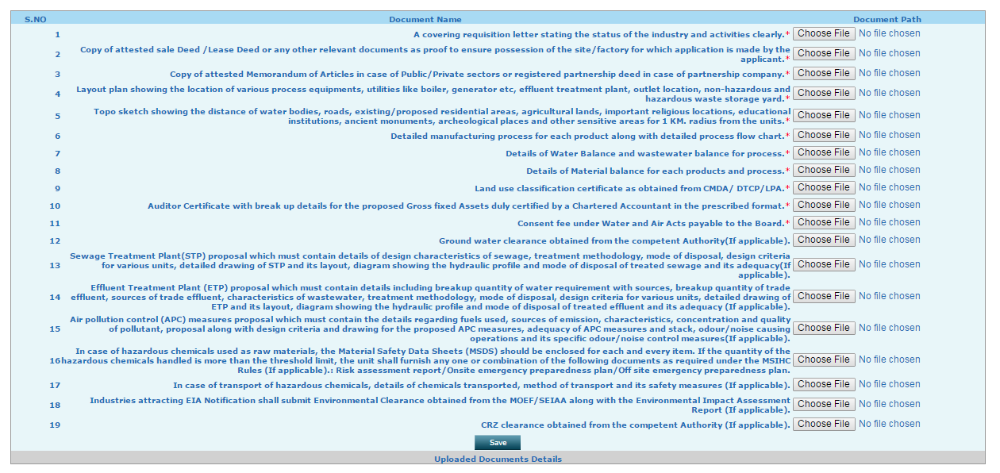 S.NO Document Name Document Path
1 A covering requisition letter stating the status of the industry and activities clearly.* Choose File No file chosen
Copy of attested sale Deed /Lease Deed or any other relevant documents as proof to ensure possession of the site/factory for which application is made by the
2 applicant.* Choose File No file chosen
3 Copy of attested Memorandum of Articles in case of Public/Private sectors or registered partnership deed in case of partnership company.* Choose File No file chosen
Layout plan showing the location of various process equipments, utilities like boiler, generator etc, effluent treatment plant, outlet location, non-hazardous and
4 hazardous waste storage yard.* Choose File No file chosen
Topo sketch showing the distance of water bodies, roads, existing/proposed residential areas, agricultural lands, important religious locations, educational
5 institutions, ancient monuments, archeological places and other sensitive areas for 1 KM. radius from the units.* Choose File No file chosen
6 Detailed manufacturing process for each product along with detailed process flow chart.* Choose File No file chosen
7 Details of Water Balance and wastewater balance for process.* Choose File No file chosen
8 Details of Material balance for each products and process.* Choose File No file chosen
9 Land use classification certificate as obtained from CMDA/ DTCP/LPA.* Choose File No file chosen
10 Auditor Certificate with break up details for the proposed Gross fixed Assets duly certified by a Chartered Accountant in the prescribed format.* Choose File No file chosen
11 Consent fee under Water and Air Acts payable to the Board.* Choose File No file chosen
12 Ground water clearance obtained from the competent Authority(If applicable). Choose File No file chosen
Sewage Treatment Plant(STP) proposal which must contain details of design characteristics of sewage, treatment methodology, mode of disposal, design criteria
13 for various units, detailed drawing of STP and its layout, diagram showing the hydraulic profile and mode of disposal of treated sewage and its adequacy(If Choose File No file chosen
applicable).
Effluent Treatment Plant (ETP) proposal which must contain details including breakup quantity of water requirement with sources, breakup quantity of trade
14 effluent, sources of trade effluent, characteristics of wastewater, treatment methodology, mode of disposal, design criteria for various units, detailed drawing of Choose File No file chosen
ETP and its layout, diagram showing the hydraulic profile and mode of disposal of treated effluent and its adequacy (If applicable).
Air pollution control (APC) measures proposal which must contain the details regarding fuels used, sources of emission, characteristics, concentration and quality
15 of pollutant, proposal along with design criteria and drawing for the proposed APC measures, adequacy of APC measures and stack, odour/noise causing Choose File No file chosen
operations and its specific odour/noise control measures(If applicable).
In case of hazardous chemicals used as raw materials, the Material Safety Data Sheets (MSDS) should be enclosed for each and every item. If the quantity of the
16 hazardous chemicals handled is more than the threshold limit, the unit shall furnish any one or combination of the following documents as required under the MSIHC Choose File No file chosen
Rules (If applicable).: Risk assessment report/Onsite emergency preparedness plan/Off site emergency preparedness plan.
17 In case of transport of hazardous chemicals, details of chemicals transported, method of transport and its safety measures (If applicable). Choose File No file chosen
Industries attracting EIA Notification shall submit Environmental Clearance obtained from the MOEF/SEIAA along with the Environmental Impact Assessment
18 Report (If applicable). Choose File No file chosen
19 CRZ clearance obtained from the competent Authority (If applicable). Choose File No file chosen
Save
Uploaded Documents Details